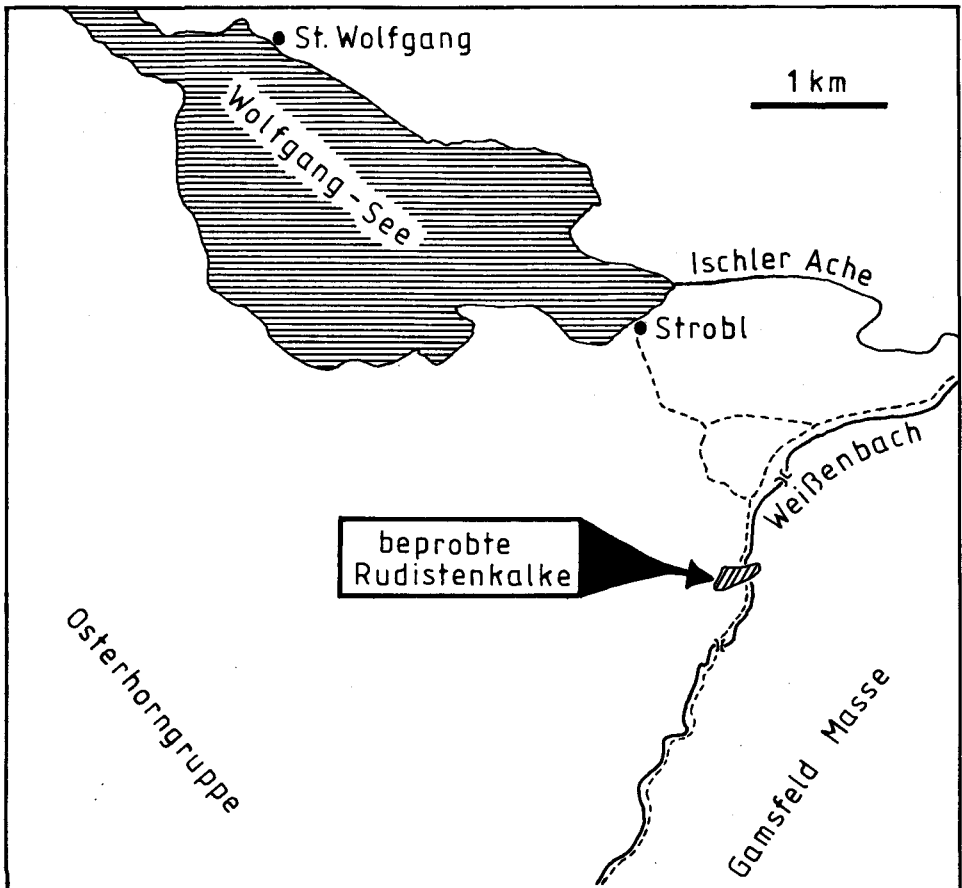 St. Wolfgang
1 km
Wolfgang - See
Ischler Ache
Strobl
Weißenbach
beprobte
Rudistenkalke
Osterhorngruppe
Gamsfeld Masse